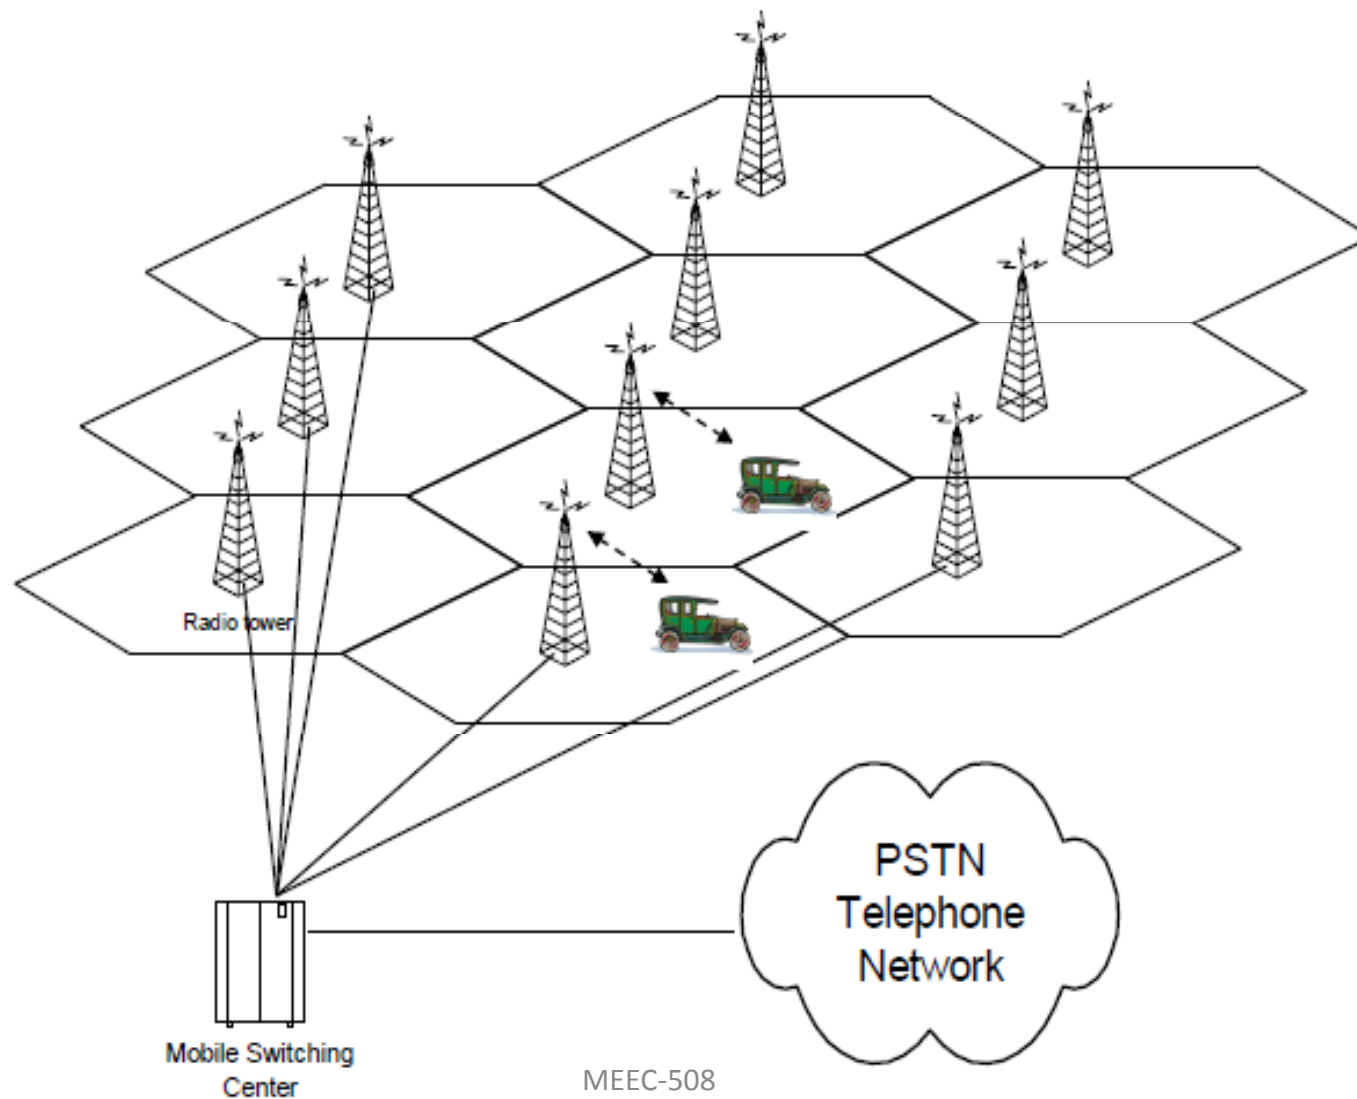 Radio tower
PSTN
Telephone
Network
Mobile Switching
Center
MEEC-508